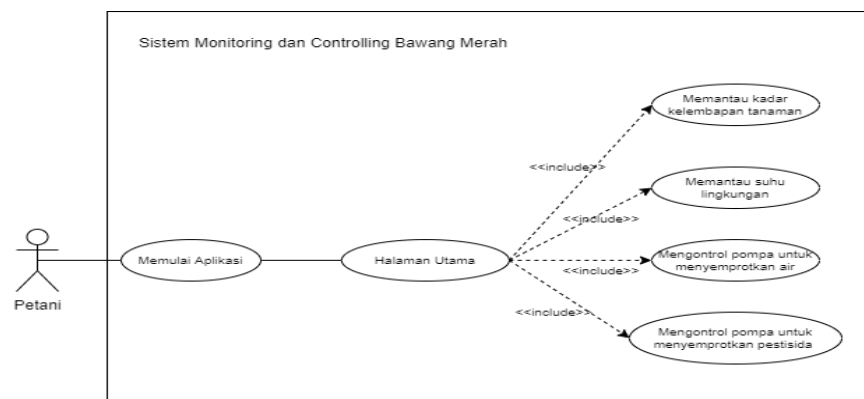 Sistem Monitoring dan Controlling Bawang Merah
Memantau kadar
kelembapan tanaman
<<include>>
Memantau suhu
lingkungan
<<include>>
Petani
Memulai Aplikasi
Halaman Utama
<<include>>
Mengontrol pompa untuk
menyemprotkan air
<<include>>
Mengontrol pompa untuk
menyemprotkan pestisida